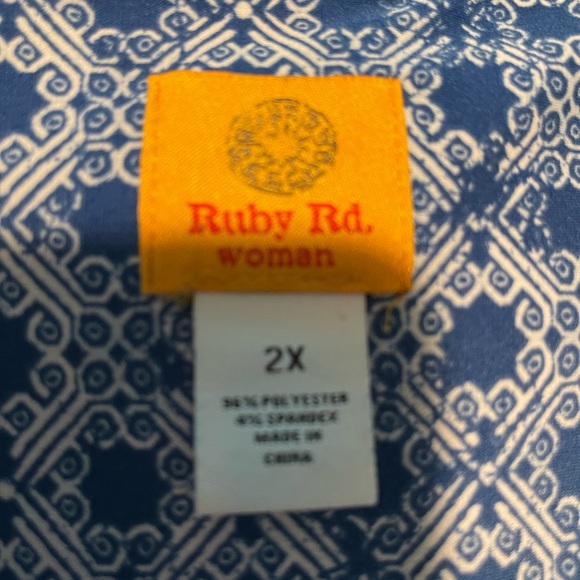 Ruby Rd.
woman
2X
96% POLYESTER
4% SPANDEX
MADE IN
CHINA